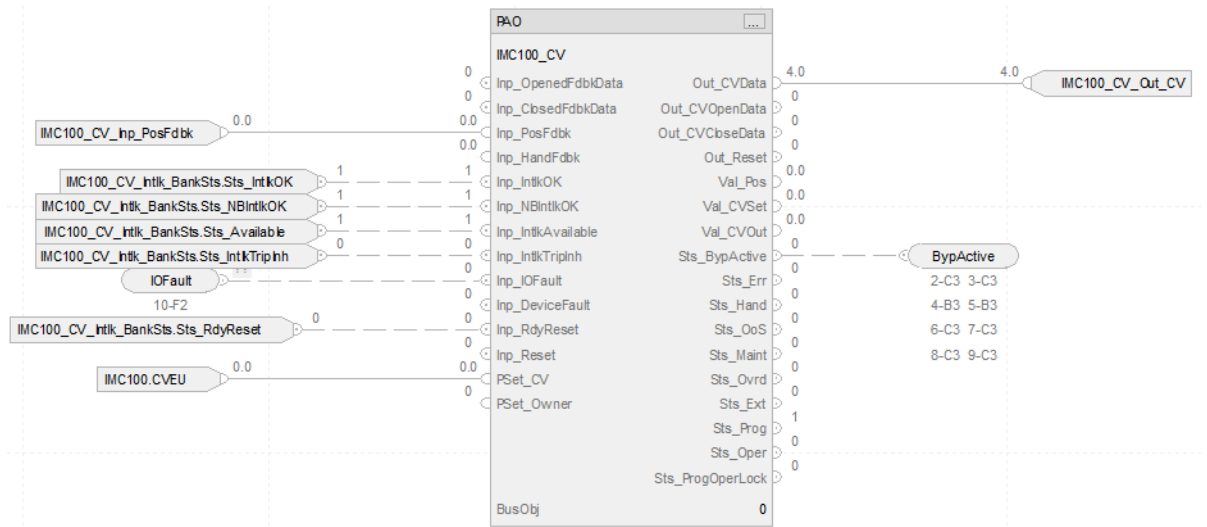 PAO ...
IMC100_CV
0 Inp_OpenedFdbkData Out_CVData 4.0 4.0 IMC100_CV_Out_CV
0 Inp_ClosedFdbkData Out_CVOpenData 0
IMC100_CV_Inp_PosFdbk 0.0 0.0 Inp_PosFdbk Out_CVCloseData 0
0.0 Inp_HandFdbk Out_Reset 0
IMC100_CV_Intlk_BankSts.Sts_IntlkOK 1 1 Inp_IntlkOK Val_Pos 0.0
IMC100_CV_Intlk_BankSts.Sts_NBIntlkOK 1 1 Inp_NBIntlkOK Val_CVSet 0.0
IMC100_CV_Intlk_BankSts.Sts_Available 1 1 Inp_IntlkAvailable Val_CVOut 0.0
IMC100_CV_Intlk_BankSts.Sts_IntlkTripInh 0 0 Inp_IntlkTripInh Sts_BypActive 0 BypActive
IOFault 0 Inp_IOFault Sts_Err 0 2-C3 3-C3
10-F2 0 Inp_DeviceFault Sts_Hand 0 4-B3 5-B3
IMC100_CV_Intlk_BankSts.Sts_RdyReset 0 0 Inp_RdyReset Sts_OoS 0 6-C3 7-C3
0 Inp_Reset Sts_Maint 0 8-C3 9-C3
IMC100.CVEU 0.0 0.0 PSet_CV Sts_Ovrd 0
0 PSet_Owner Sts_Ext 0
Sts_Prog 1
Sts_Oper 0
Sts_ProgOperLock 0
BusObj 0